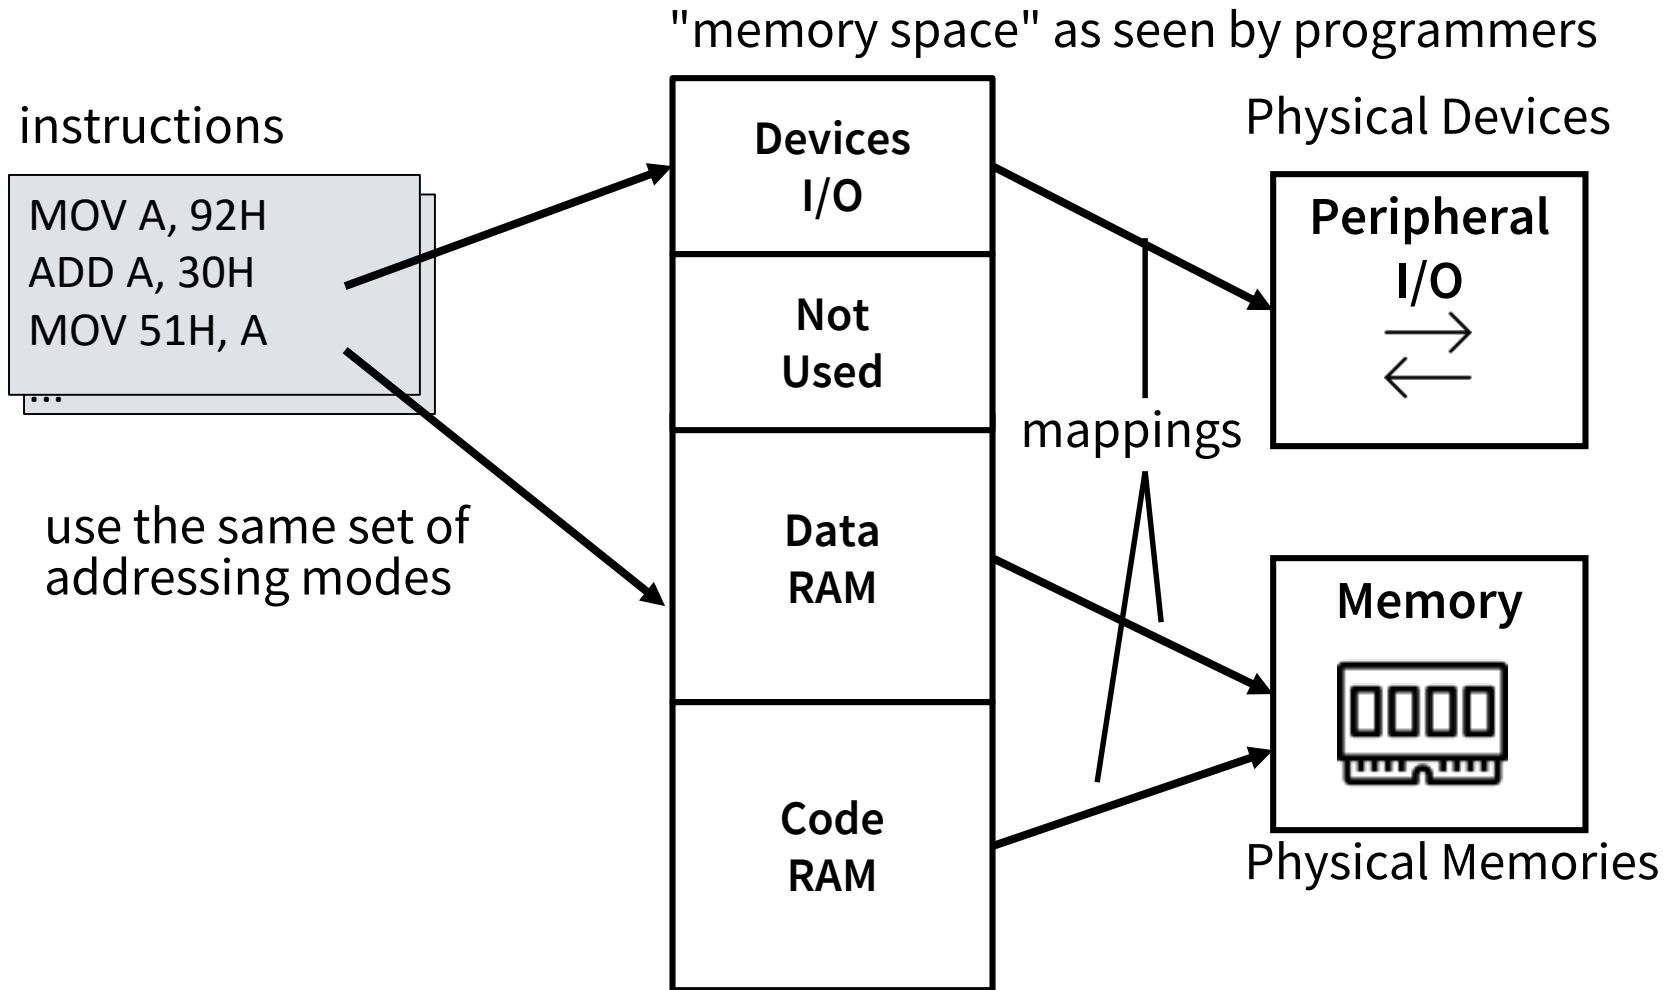 "memory space" as seen by programmers
instructions
MOV A, 92H
ADD A, 30H
MOV 51H, A
...
use the same set of
addressing modes
Devices
I/O
Not
Used
Data
RAM
Code
RAM
mappings
Physical Devices
Peripheral
I/O
Memory
Physical Memories